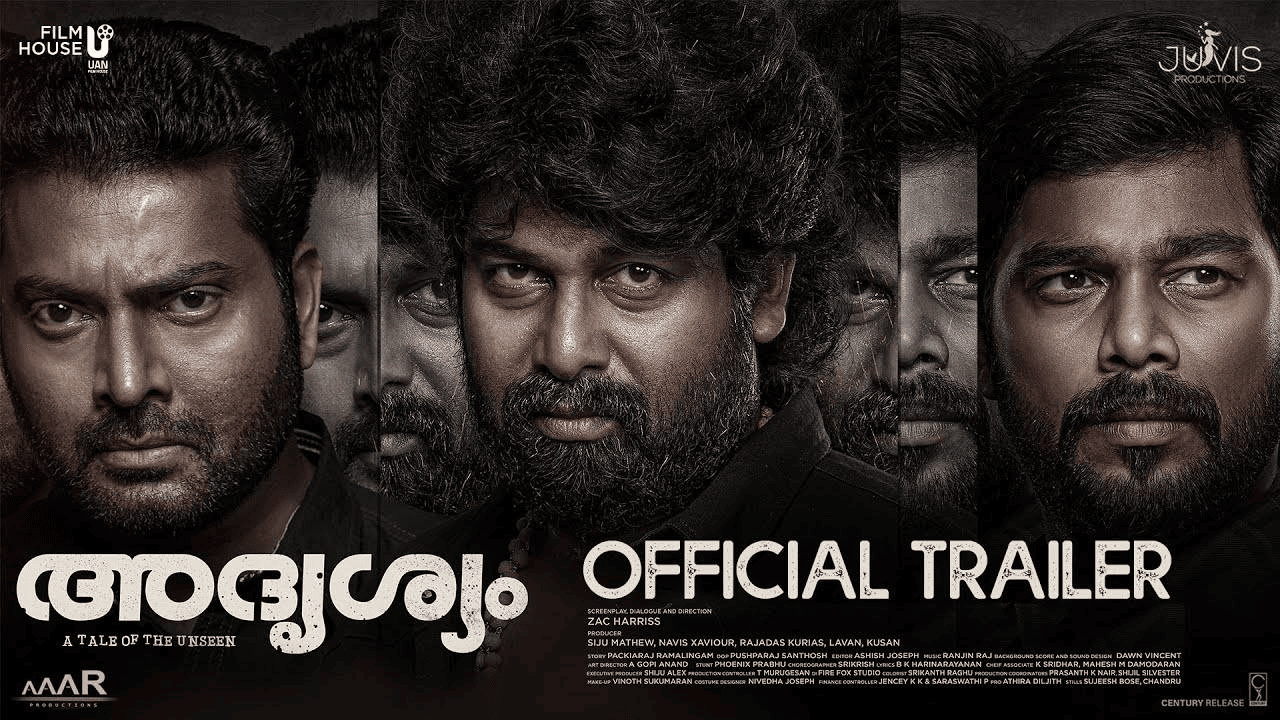 FILM
HOUSE
UAN
FILM HOUSE
JUVIS
PRODUCTIONS
അദൃശ്യം
A TALE OF THE UNSEEN
OFFICIAL TRAILER
SCREENPLAY, DIALOGUE AND DIRECTION
ZAC HARRISS
PRODUCER
SIJU MATHEW, NAVIS XAVIOUR, RAJADAS KURIAS, LAVAN, KUSAN
STORY PACKIARAJ RAMALINGAM DOP PUSHPARAJ SANTHOSH EDITOR ASHISH JOSEPH MUSIC RANJIN RAJ BACKGROUND SCORE AND SOUND DESIGN DAWN VINCENT
ART DIRECTOR A GOPI ANAND STUNT PHOENIX PRABHU CHOREOGRAPHER SRIKRISH LYRICS B K HARINARAYANAN CHEIF ASSOCIATE K SRIDHAR, MAHESH M DAMODARAN
EXECUTIVE PRODUCER SHIJU ALEX PRODUCTION CONTROLLER T MURUGESAN DI FIRE FOX STUDIO COLORIST SRIKANTH RAGHU PRODUCTION COORDINATORS PRASANTH K NAIR, SHIJIL SILVESTER
MAKE-UP VINOTH SUKUMARAN COSTUME DESIGNER NIVEDHA JOSEPH FINANCE CONTROLLER JENCEY K K & SARASWATHI P PRO ATHIRA DILJITH STILLS SUJEESH BOSE, CHANDRU
AAAR
PRODUCTIONS
CENTURY RELEASE